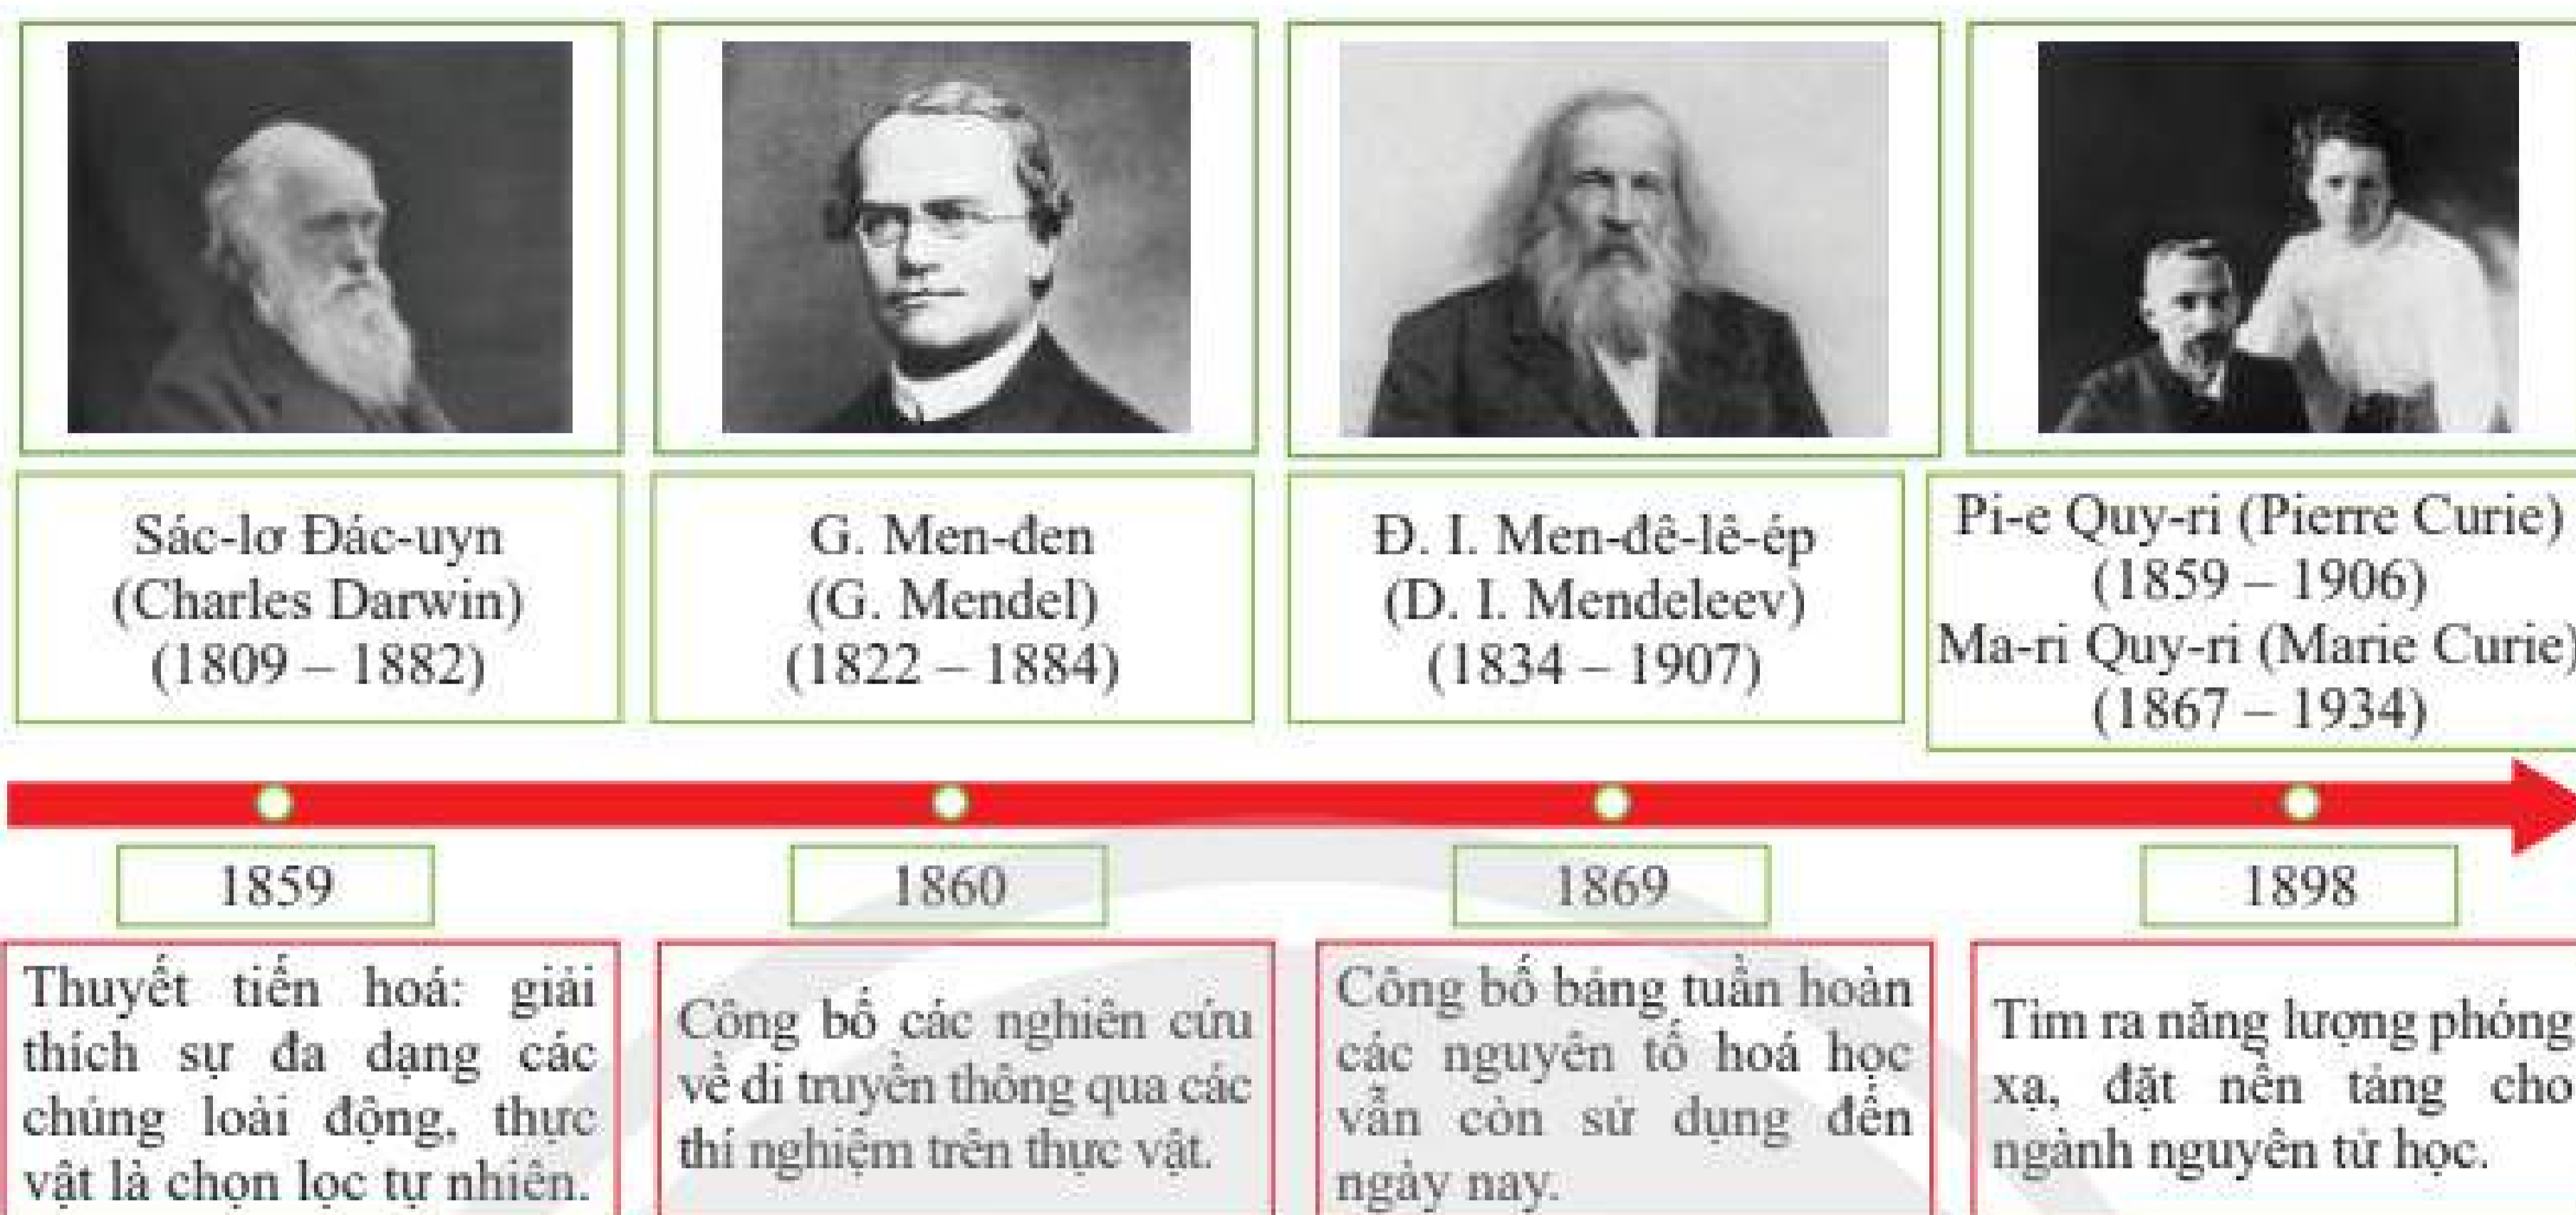 Sác-lơ Đác-uyn
(Charles Darwin)
(1809 – 1882)
G. Men-đen
(G. Mendel)
(1822 – 1884)
Đ. I. Men-đê-lê-ép
(D. I. Mendeleev)
(1834 – 1907)
Pi-e Quy-ri (Pierre Curie)
(1859 – 1906)
Ma-ri Quy-ri (Marie Curie)
(1867 – 1934)
1859
1860
1869
1898
Thuyết tiến hoá: giải
thích sự đa dạng các
chủng loài động, thực
vật là chọn lọc tự nhiên.
Công bố các nghiên cứu
về di truyền thông qua các
thí nghiệm trên thực vật.
Công bố bảng tuần hoàn
các nguyên tố hoá học
vẫn còn sử dụng đến
ngày nay.
Tìm ra năng lượng phóng
xạ, đặt nền tảng cho
ngành nguyên tử học.